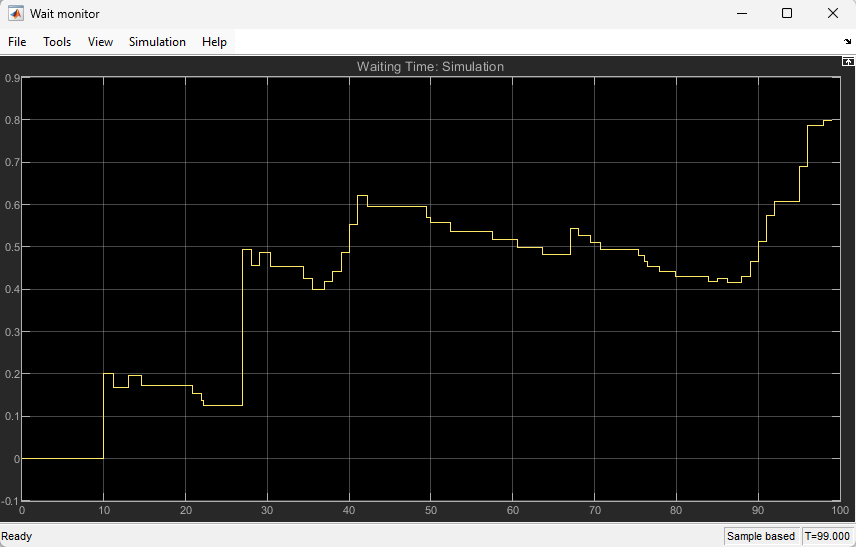 Wait monitor
File Tools View Simulation Help
Waiting Time: Simulation
0.9
0.8
0.7
0.6
0.5
0.4
0.3
0.2
0.1
0
-0.1
0 10 20 30 40 50 60 70 80 90 100
Ready Sample based T=99.000